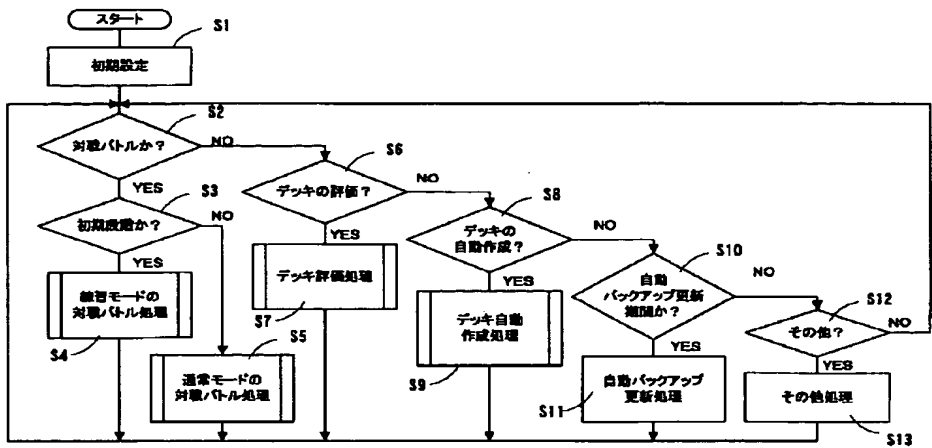 スタート
S1
初期設定
S2
対戦バトルか?
NO
S6
YES
S3
デッキの評価?
NO
S8
初期段階か?
NO
YES
デッキの
自動作成?
NO
S10
YES
デッキ評価処理
YES
自動
バックアップ更新
期間か?
NO
練習モードの
対戦バトル処理
S7
デッキ自動
作成処理
S12
その他?
NO
S4
S5
YES
YES
通常モードの
対戦バトル処理
S9
自動バックアップ
更新処理
その他処理
S11
S13